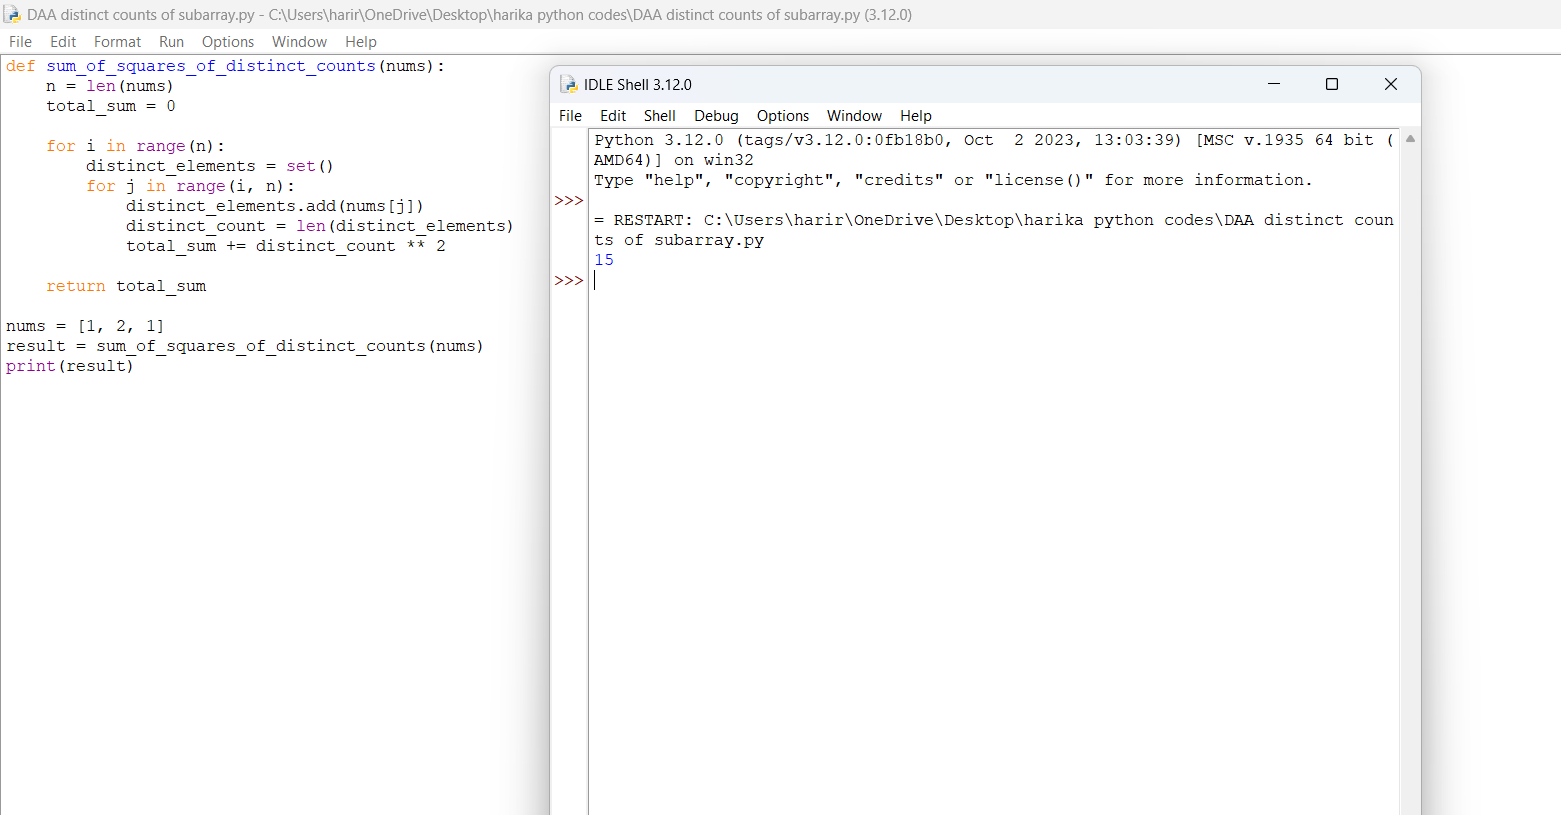 DAA distinct counts of subarray.py - C:\Users\harir\OneDrive\Desktop\harika python codes\DAA distinct counts of subarray.py (3.12.0)
File Edit Format Run Options Window Help
def sum_of_squares_of_distinct_counts(nums):
    n = len(nums)
    total_sum = 0

    for i in range(n):
        distinct_elements = set()
        for j in range(i, n):
            distinct_elements.add(nums[j])
            distinct_count = len(distinct_elements)
            total_sum += distinct_count ** 2

    return total_sum

nums = [1, 2, 1]
result = sum_of_squares_of_distinct_counts(nums)
print(result)
IDLE Shell 3.12.0
File Edit Shell Debug Options Window Help
Python 3.12.0 (tags/v3.12.0:0fb18b0, Oct  2 2023, 13:03:39) [MSC v.1935 64 bit (
AMD64)] on win32
Type "help", "copyright", "credits" or "license()" for more information.
>>>
= RESTART: C:\Users\harir\OneDrive\Desktop\harika python codes\DAA distinct coun
ts of subarray.py
15
>>>